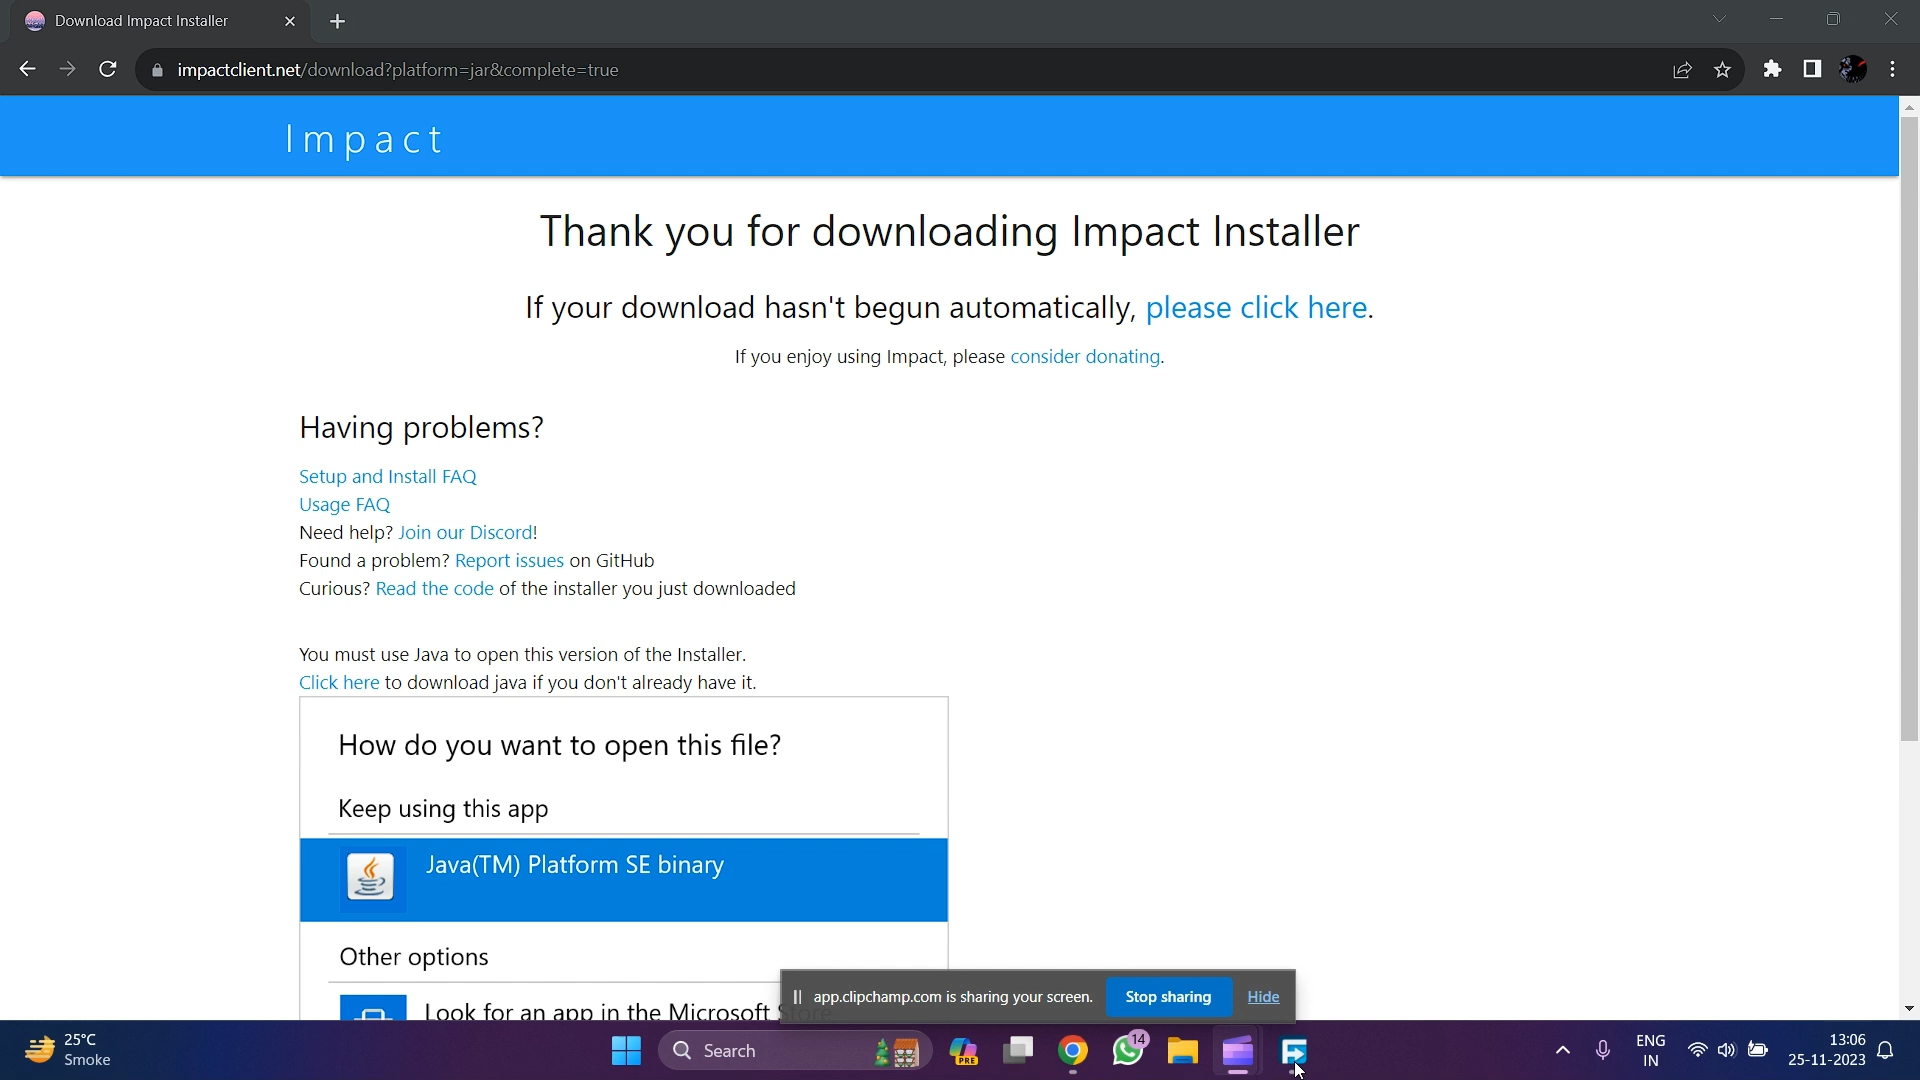 Download Impact Installer
impactclient.net/download?platform=jar&complete=true
Impact
Thank you for downloading Impact Installer
If your download hasn't begun automatically, please click here.
If you enjoy using Impact, please consider donating.
Having problems?
Setup and Install FAQ
Usage FAQ
Need help? Join our Discord!
Found a problem? Report issues on GitHub
Curious? Read the code of the installer you just downloaded
You must use Java to open this version of the Installer.
Click here to download java if you don't already have it.
How do you want to open this file?
Keep using this app
Java(TM) Platform SE binary
Other options
Look for an app in the Microsoft Store
|| app.clipchamp.com is sharing your screen. Stop sharing Hide
25°C
Smoke
Search
PRE
14
ENG
IN
13:06
25-11-2023